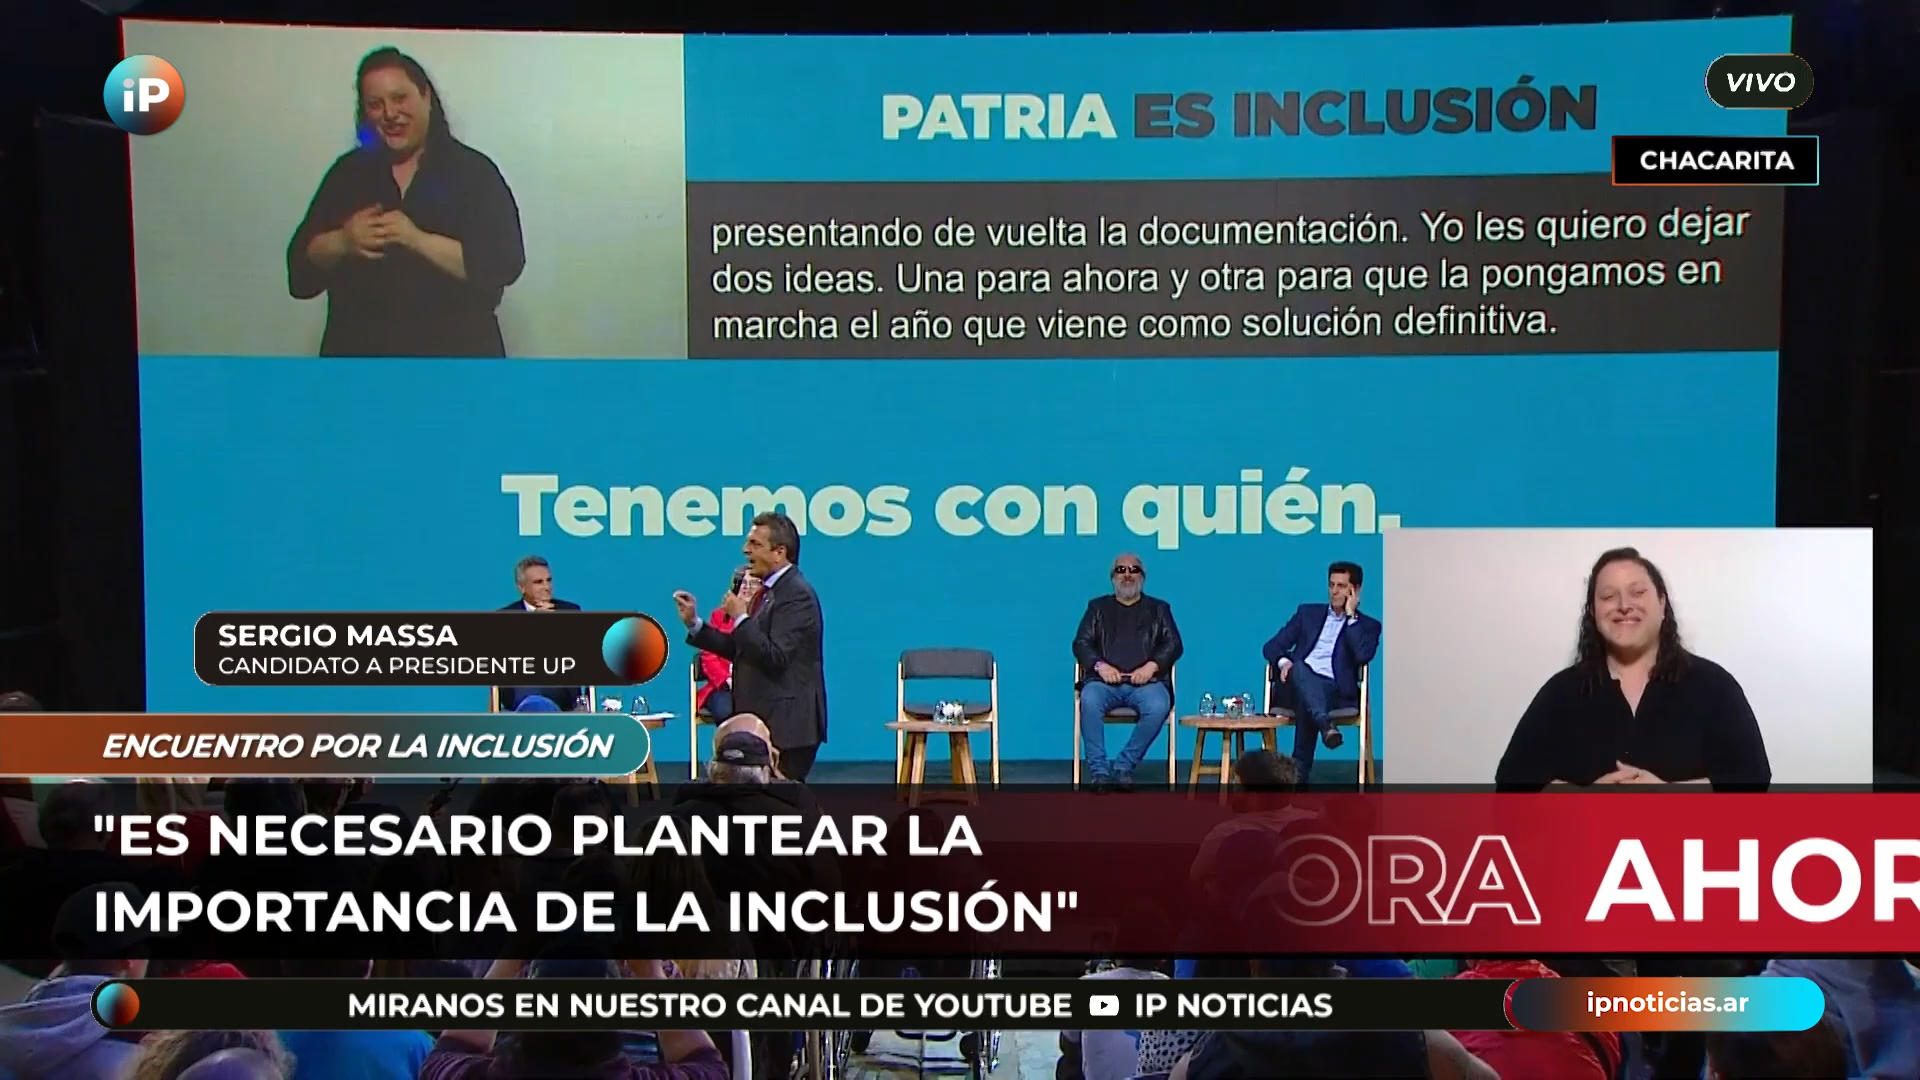 iP
VIVO
PATRIA ES INCLUSIÓN
CHACARITA
presentando de vuelta la documentación. Yo les quiero dejar
dos ideas. Una para ahora y otra para que la pongamos en
marcha el año que viene como solución definitiva.
Tenemos con quién.
SERGIO MASSA
CANDIDATO A PRESIDENTE UP
ENCUENTRO POR LA INCLUSIÓN
"ES NECESARIO PLANTEAR LA
IMPORTANCIA DE LA INCLUSIÓN"
ORA AHOR
MIRANOS EN NUESTRO CANAL DE YOUTUBE IP NOTICIAS
ipnoticias.ar